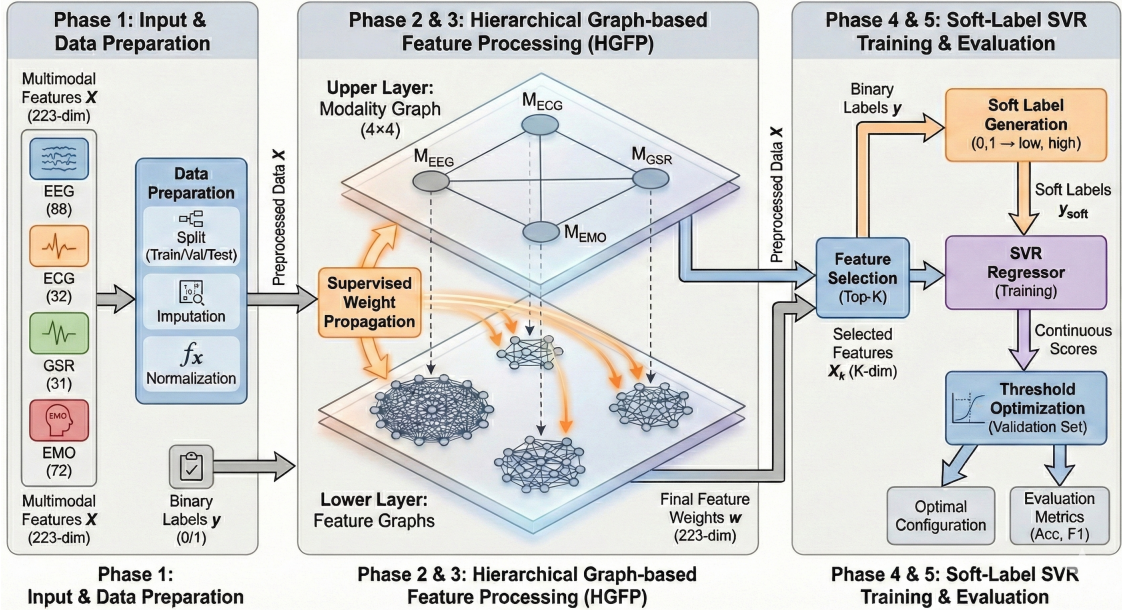 Phase 1: Input &
Data Preparation
Multimodal
Features X
(223-dim)
EEG
(88)
ECG
(32)
GSR
(31)
EMO
EMO
(72)
Multimodal
Features X
(223-dim)
Data
Preparation
Split
(Train/Val/Test)
Imputation
fx
Normalization
Binary
Labels y
(0/1)
Preprocessed Data X
Phase 2 & 3: Hierarchical Graph-based
Feature Processing (HGFP)
Upper Layer:
Modality Graph
(4×4)
MECG
MEEG
MGSR
MEMO
Supervised
Weight
Propagation
Lower Layer:
Feature Graphs
Final Feature
Weights w
(223-dim)
Preprocessed Data X
Phase 4 & 5: Soft-Label SVR
Training & Evaluation
Binary
Labels y
Soft Label
Generation
(0,1 → low, high)
Soft Labels
ysoft
Feature
Selection
(Top-K)
SVR
Regressor
(Training)
Selected
Features
Xk (K-dim)
Continuous
Scores
Threshold
Optimization
(Validation Set)
Optimal
Configuration
Evaluation
Metrics
(Acc, F1)
Phase 1:
Input & Data Preparation
Phase 2 & 3: Hierarchical Graph-based
Feature Processing (HGFP)
Phase 4 & 5: Soft-Label SVR
Training & Evaluation